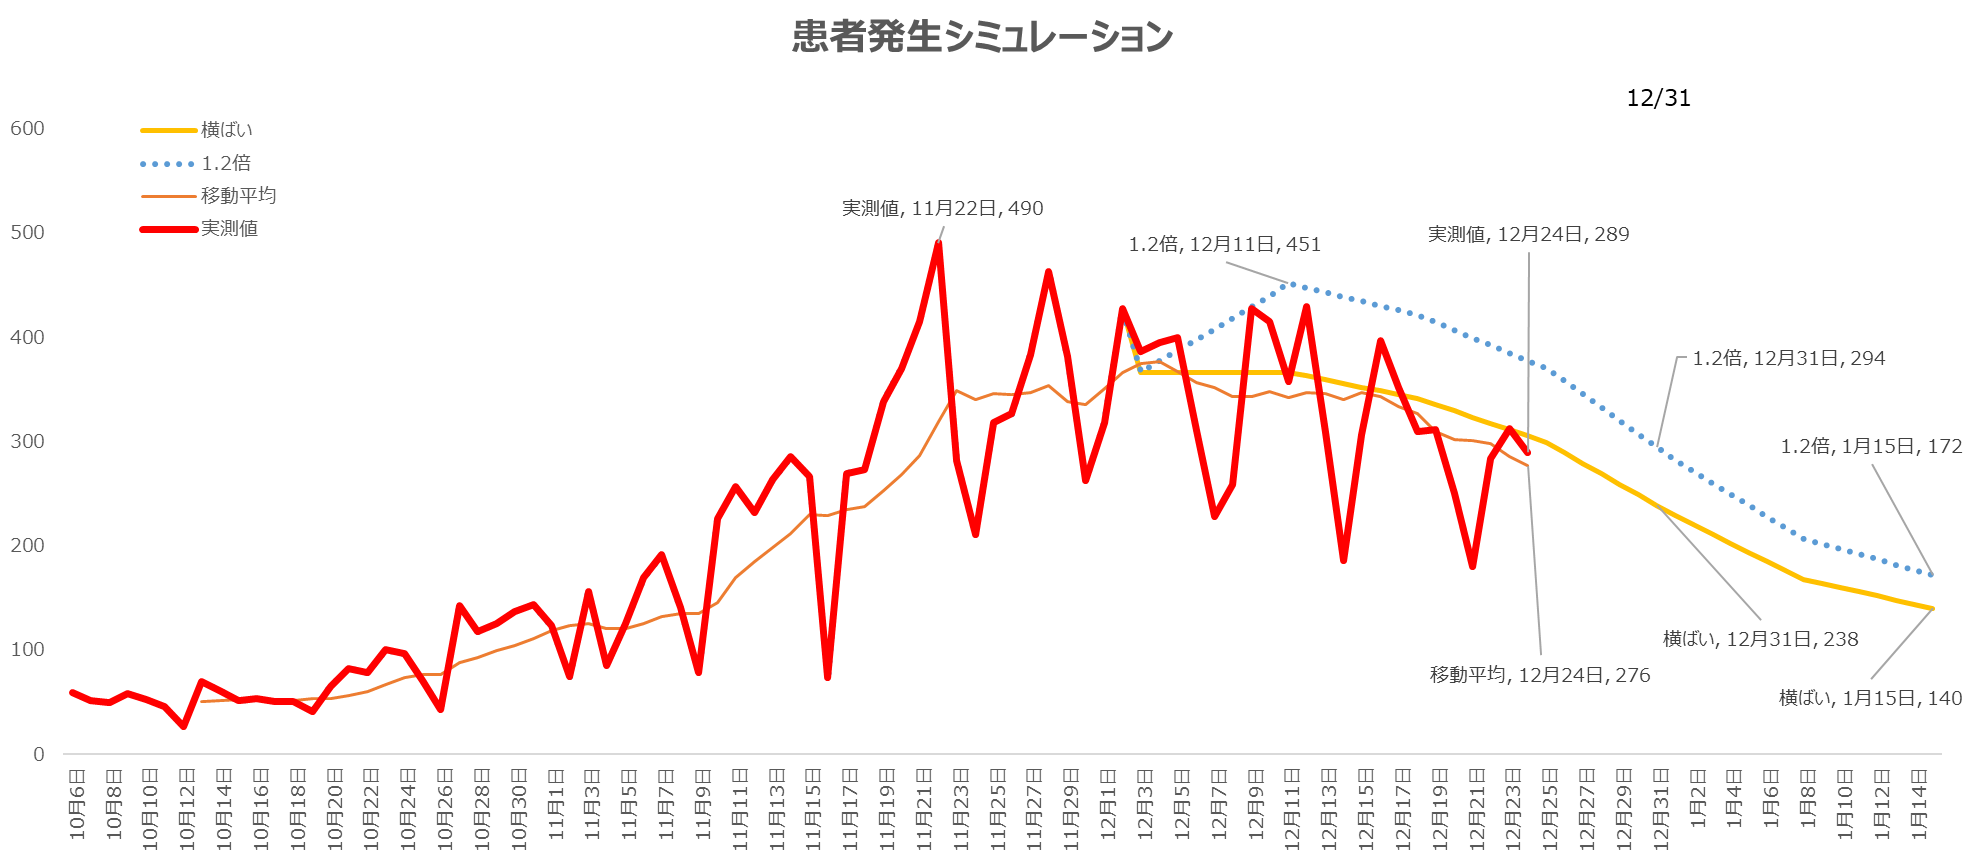 患者発生シミュレーション
12/31
600
500
400
300
200
100
0
横ばい
1.2倍
移動平均
実測値
実測値, 11月22日, 490
1.2倍, 12月11日, 451
実測値, 12月24日, 289
1.2倍, 12月31日, 294
1.2倍, 1月15日, 172
横ばい, 12月31日, 238
移動平均, 12月24日, 276
横ばい, 1月15日, 140
10月6日
10月8日
10月10日
10月12日
10月14日
10月16日
10月18日
10月20日
10月22日
10月24日
10月26日
10月28日
10月30日
11月1日
11月3日
11月5日
11月7日
11月9日
11月11日
11月13日
11月15日
11月17日
11月19日
11月21日
11月23日
11月25日
11月27日
11月29日
12月1日
12月3日
12月5日
12月7日
12月9日
12月11日
12月13日
12月15日
12月17日
12月19日
12月21日
12月23日
12月25日
12月27日
12月29日
12月31日
1月2日
1月4日
1月6日
1月8日
1月10日
1月12日
1月14日